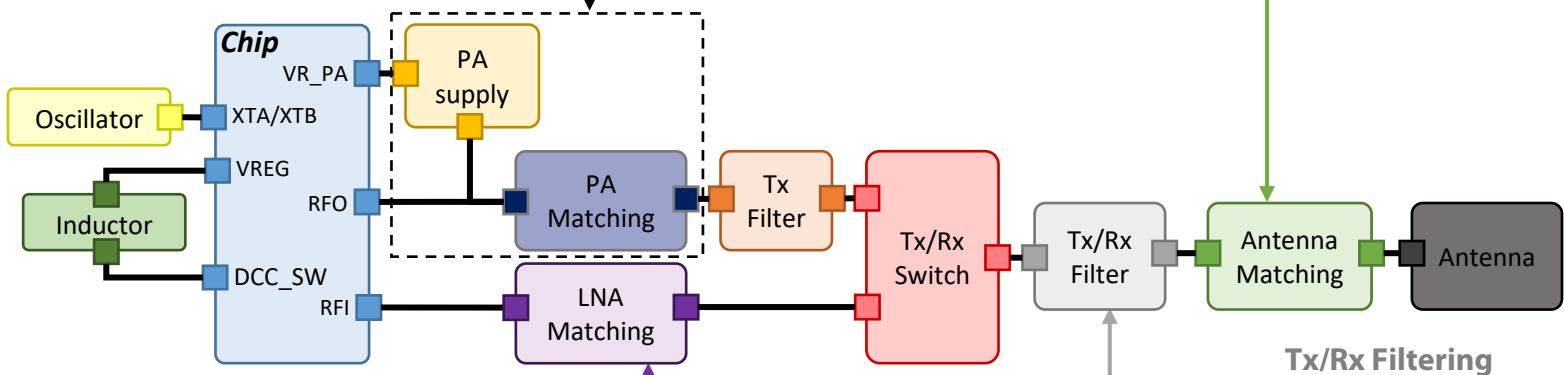 Chip
VR_PA
XTA/XTB
VREG
RFO
DCC_SW
RFI
Oscillator
Inductor
PA
supply
PA
Matching
LNA
Matching
Tx
Filter
Tx/Rx
Switch
Tx/Rx
Filter
Antenna
Matching
Antenna
Tx/Rx Filtering